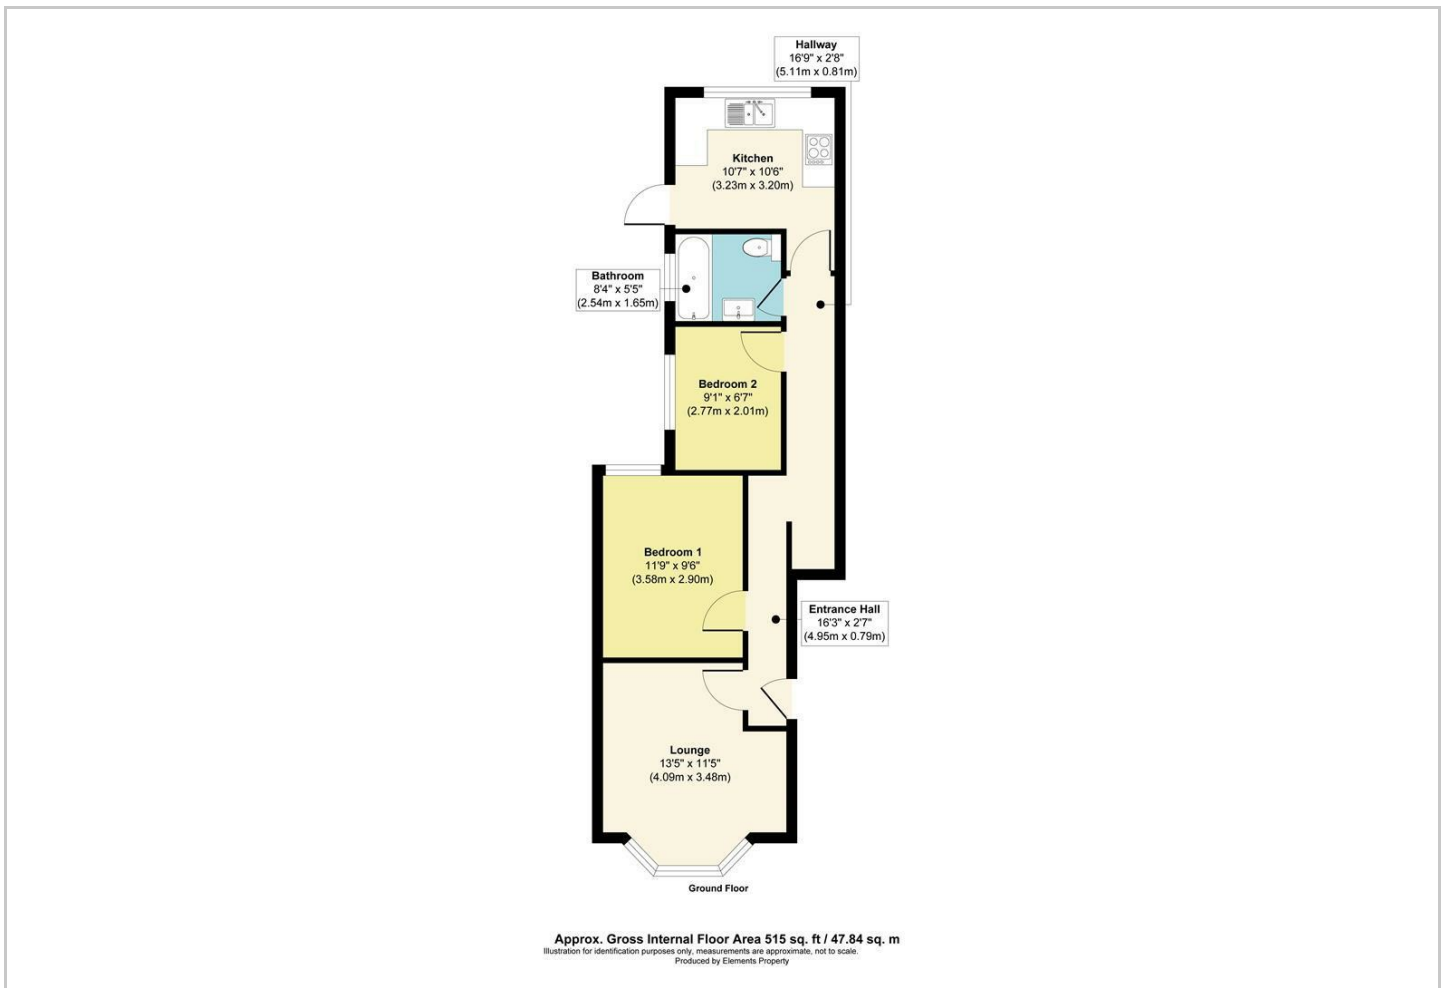 Hallway
16'9" x 2'8"
(5.11m x 0.81m)
Kitchen
10'7" x 10'6"
(3.23m x 3.20m)
Bathroom
8'4" x 5'5"
(2.54m x 1.65m)
Bedroom 2
9'1" x 6'7"
(2.77m x 2.01m)
Bedroom 1
11'9" x 9'6"
(3.58m x 2.90m)
Entrance Hall
16'3" x 2'7"
(4.95m x 0.79m)
Lounge
13'5" x 11'5"
(4.09m x 3.48m)
Ground Floor
Approx. Gross Internal Floor Area 515 sq. ft / 47.84 sq. m
Illustration for identification purposes only, measurements are approximate, not to scale.
Produced by Elements Property